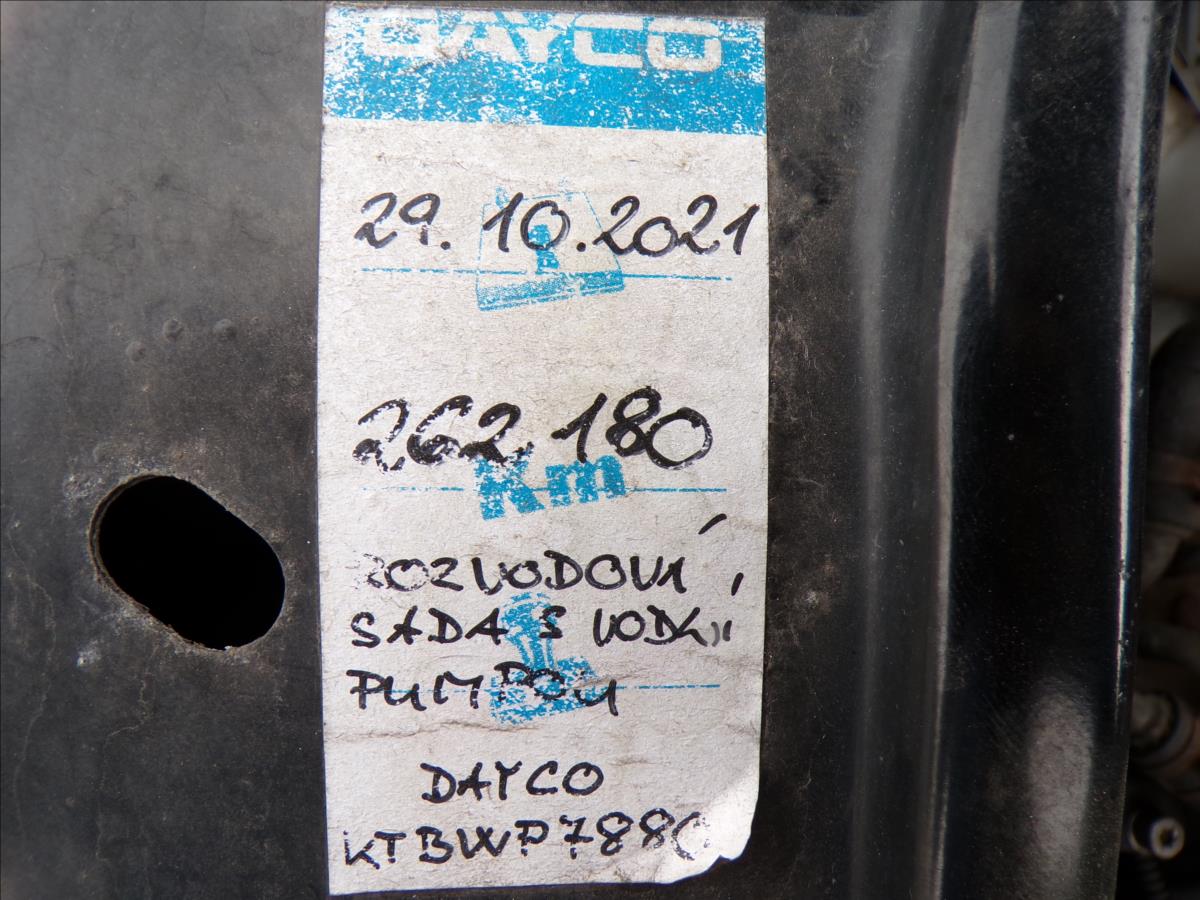 DAYCO
29.10.2021
262 180
Km
ROZVODOVÁ
SADA S VODNÍ
PUMPOU
DAYCO
KTBWP7880